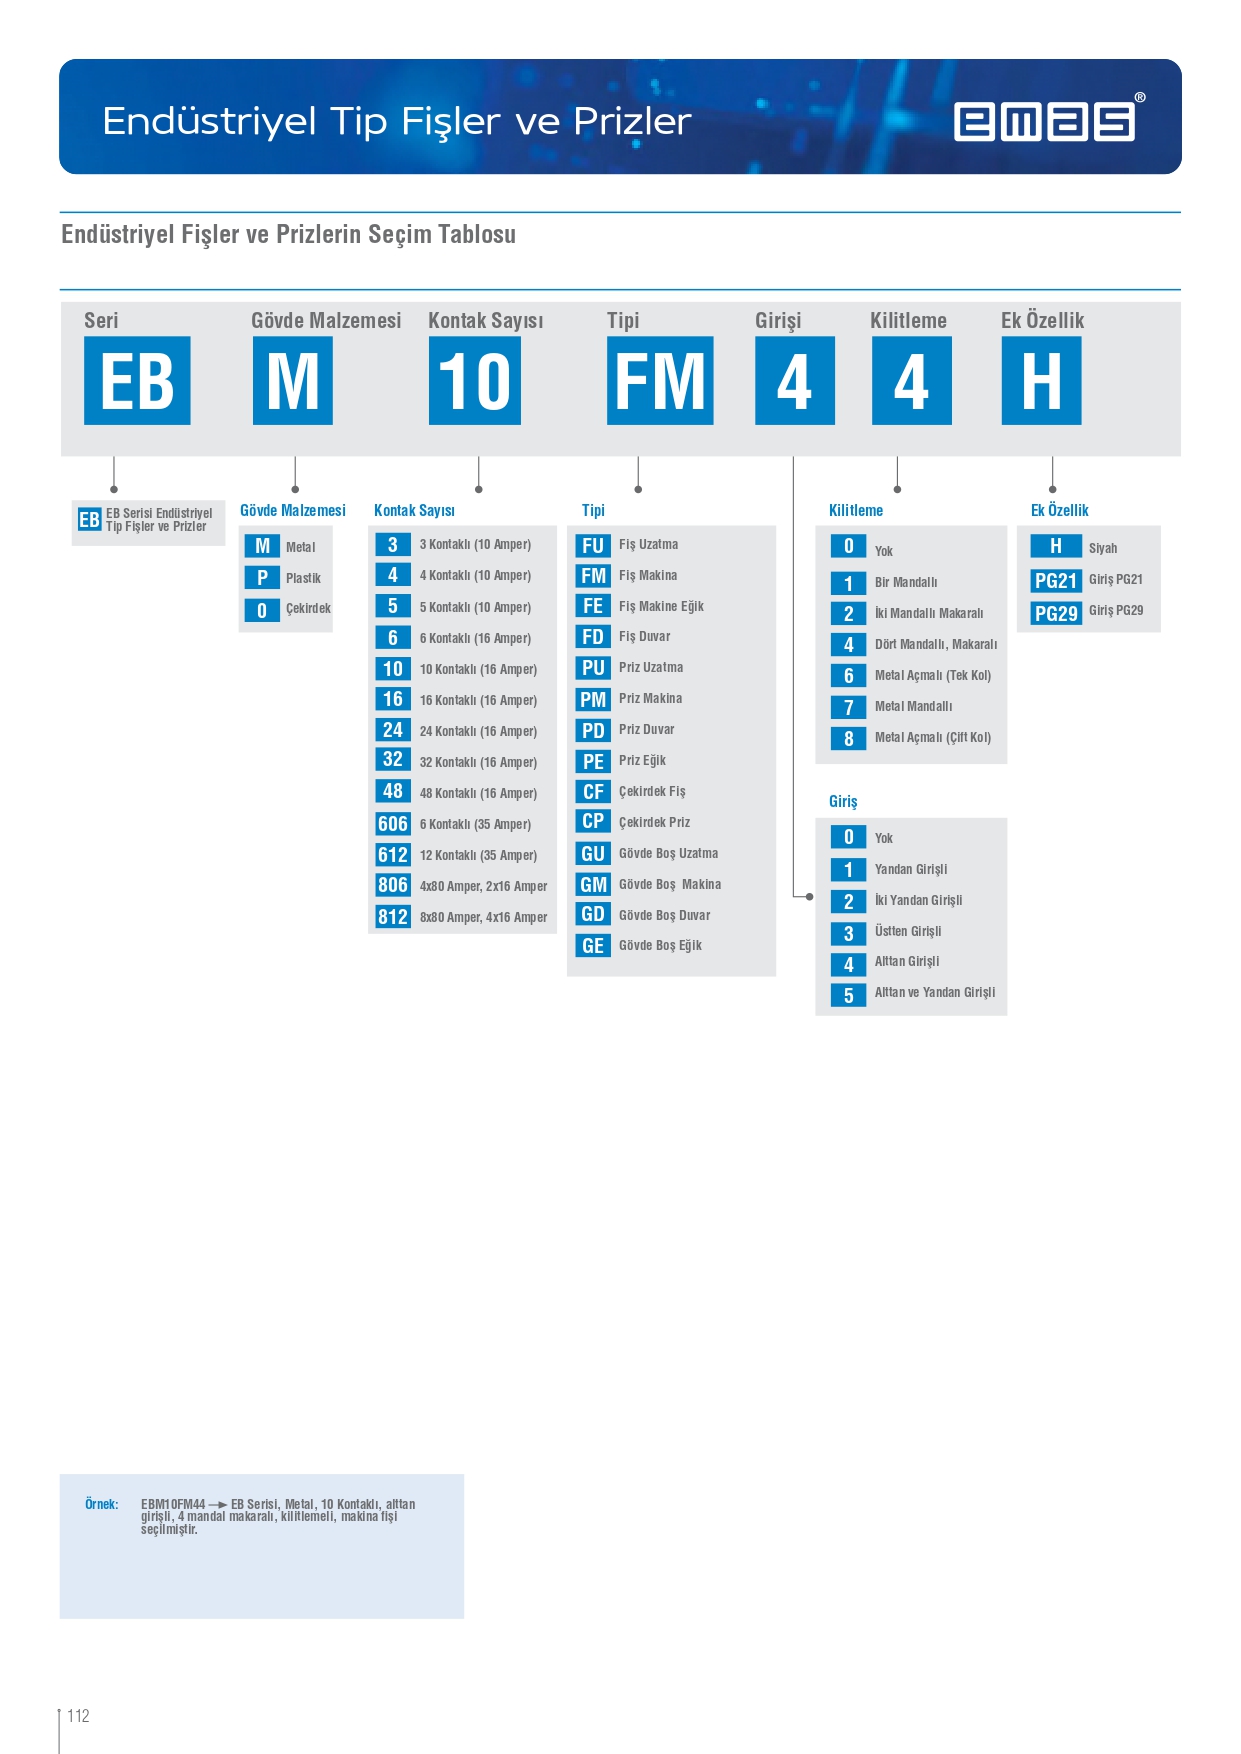 Endüstriyel Tip Fişler ve Prizler
emas®
Endüstriyel Fişler ve Prizlerin Seçim Tablosu
Seri
Gövde Malzemesi
Kontak Sayısı
Tipi
Girişi
Kilitleme
Ek Özellik
EB
M
10
FM
4
4
H
EB EB Serisi Endüstriyel
Tip Fişler ve Prizler
Gövde Malzemesi
M Metal
P Plastik
0 Çekirdek
Kontak Sayısı
3 3 Kontaklı (10 Amper)
4 4 Kontaklı (10 Amper)
5 5 Kontaklı (10 Amper)
6 6 Kontaklı (16 Amper)
10 10 Kontaklı (16 Amper)
16 16 Kontaklı (16 Amper)
24 24 Kontaklı (16 Amper)
32 32 Kontaklı (16 Amper)
48 48 Kontaklı (16 Amper)
606 6 Kontaklı (35 Amper)
612 12 Kontaklı (35 Amper)
806 4x80 Amper, 2x16 Amper
812 8x80 Amper, 4x16 Amper
Tipi
FU Fiş Uzatma
FM Fiş Makina
FE Fiş Makine Eğik
FD Fiş Duvar
PU Priz Uzatma
PM Priz Makina
PD Priz Duvar
PE Priz Eğik
CF Çekirdek Fiş
CP Çekirdek Priz
GU Gövde Boş Uzatma
GM Gövde Boş Makina
GD Gövde Boş Duvar
GE Gövde Boş Eğik
Kilitleme
0 Yok
1 Bir Mandallı
2 İki Mandallı Makaralı
4 Dört Mandallı, Makaralı
6 Metal Açmalı (Tek Kol)
7 Metal Mandallı
8 Metal Açmalı (Çift Kol)
Giriş
0 Yok
1 Yandan Girişli
2 İki Yandan Girişli
3 Üstten Girişli
4 Alttan Girişli
5 Alttan ve Yandan Girişli
Ek Özellik
H Siyah
PG21 Giriş PG21
PG29 Giriş PG29
Örnek: EBM10FM44 → EB Serisi, Metal, 10 Kontaklı, alttan
girişli, 4 mandal makaralı, kilitlemeli, makina fişi
seçilmiştir.
112